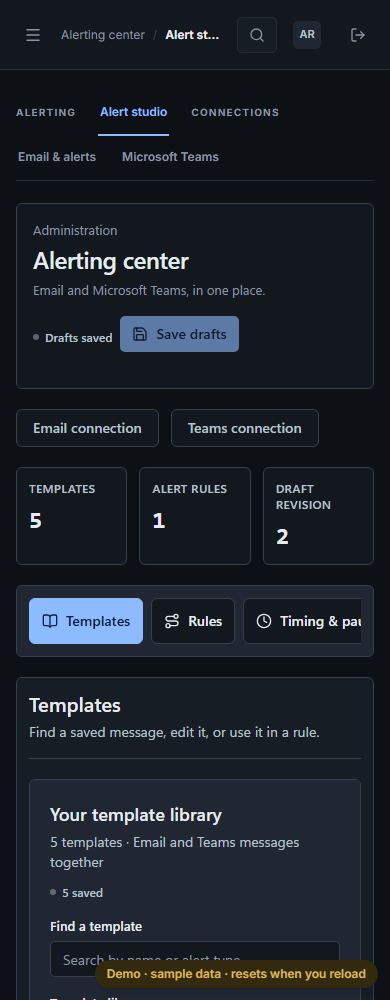 Alerting center / Alert st...
AR
ALERTING
Alert studio
CONNECTIONS
Email & alerts
Microsoft Teams
Administration
Alerting center
Email and Microsoft Teams, in one place.
Drafts saved
Save drafts
Email connection
Teams connection
TEMPLATES
5
ALERT RULES
1
DRAFT
REVISION
2
Templates
Rules
Timing & pau
Templates
Find a saved message, edit it, or use it in a rule.
Your template library
5 templates · Email and Teams messages
together
5 saved
Find a template
Search by name or alert type
Demo · sample data · resets when you reload